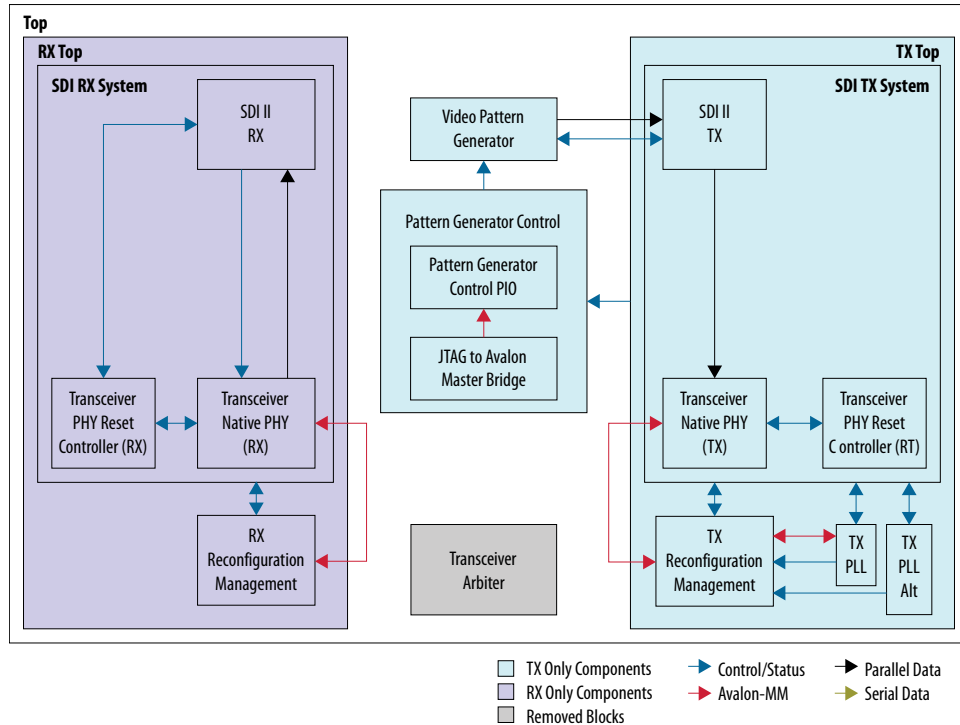 Top
RX Top
SDI RX System
SDI II
RX
Transceiver
PHY Reset
Controller (RX)
Transceiver
Native PHY
(RX)
RX
Reconfiguration
Management
Video Pattern
Generator
Pattern Generator Control
Pattern Generator
Control PIO
JTAG to Avalon
Master Bridge
Transceiver
Arbiter
TX Top
SDI TX System
SDI II
TX
Transceiver
Native PHY
(TX)
Transceiver
PHY Reset
C ontroller (RT)
TX
Reconfiguration
Management
TX
PLL
TX
PLL
Alt
TX Only Components
RX Only Components
Removed Blocks
Control/Status
Avalon-MM
Parallel Data
Serial Data